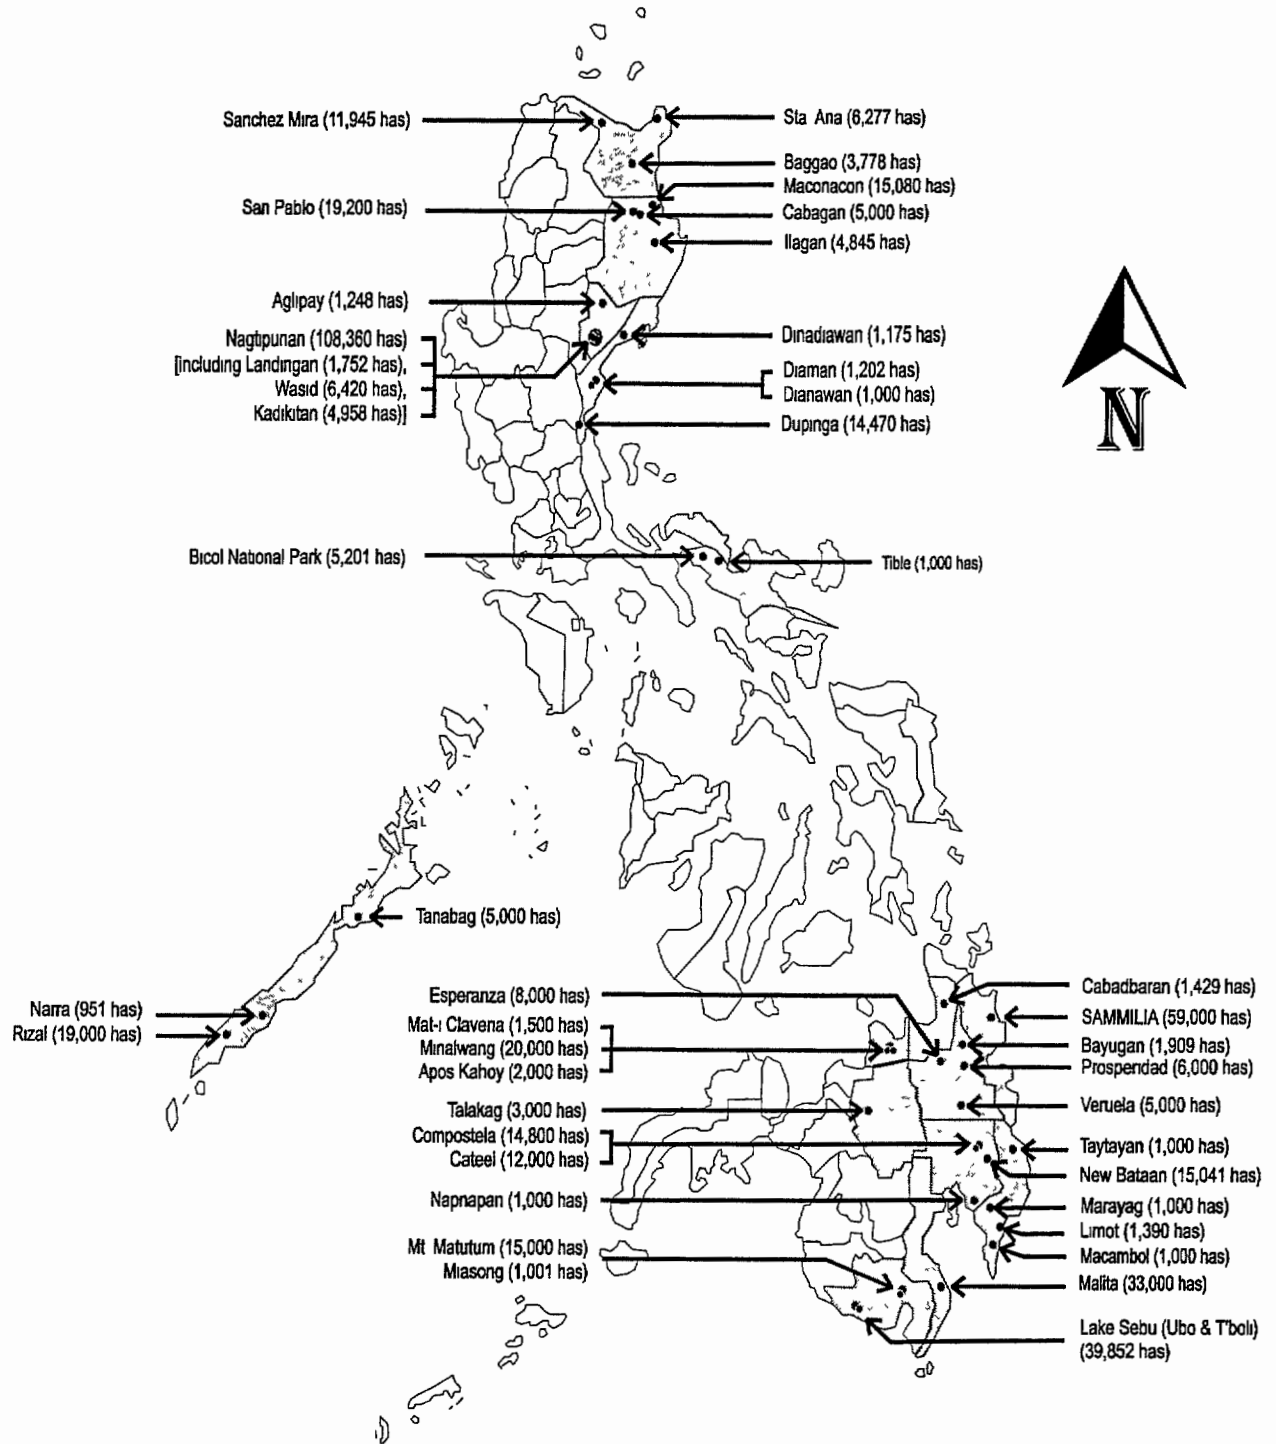 Sanchez Mira (11,945 has)
Sta Ana (6,277 has)
Baggao (3,778 has)
Maconacon (15,080 has)
San Pablo (19,200 has)
Cabagan (5,000 has)
Ilagan (4,845 has)
Aglipay (1,248 has)
Nagtipunan (108,360 has)
[including Landingan (1,752 has),
Wasid (6,420 has),
Kadikitan (4,958 has)]
Dinadiawan (1,175 has)
Diaman (1,202 has)
Dianawan (1,000 has)
Dupinga (14,470 has)
N
Bicol National Park (5,201 has)
Tible (1,000 has)
Tanabag (5,000 has)
Narra (951 has)
Rizal (19,000 has)
Esperanza (8,000 has)
Mat-i Clavena (1,500 has)
Minalwang (20,000 has)
Apos Kahoy (2,000 has)
Talakag (3,000 has)
Compostela (14,800 has)
Cateel (12,000 has)
Napnapan (1,000 has)
Mt Matutum (15,000 has)
Miasong (1,001 has)
Cabadbaran (1,429 has)
SAMMILIA (59,000 has)
Bayugan (1,909 has)
Prosperidad (6,000 has)
Veruela (5,000 has)
Taytayan (1,000 has)
New Bataan (15,041 has)
Marayag (1,000 has)
Limot (1,390 has)
Macambol (1,000 has)
Malita (33,000 has)
Lake Sebu (Ubo & T'boli)
(39,852 has)